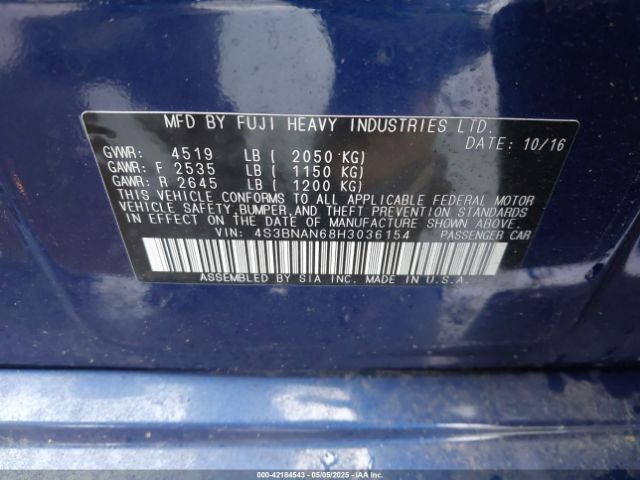 MFD BY FUJI HEAVY INDUSTRIES LTD.
DATE: 10/16
GVWR: 4519 LB ( 2050 KG)
GAWR: F 2535 LB ( 1150 KG)
GAWR: R 2645 LB ( 1200 KG)
THIS VEHICLE CONFORMS TO ALL APPLICABLE FEDERAL MOTOR
VEHICLE SAFETY,BUMPER AND THEFT PREVENTION STANDARDS
IN EFFECT ON THE DATE OF MANUFACTURE SHOWN ABOVE.
VIN: 4S3BNAN68H3036154 PASSENGER CAR
ASSEMBLED BY SIA INC. MADE IN U.S.A.
000-42184543 - 05/05/2025 - IAAI.COM